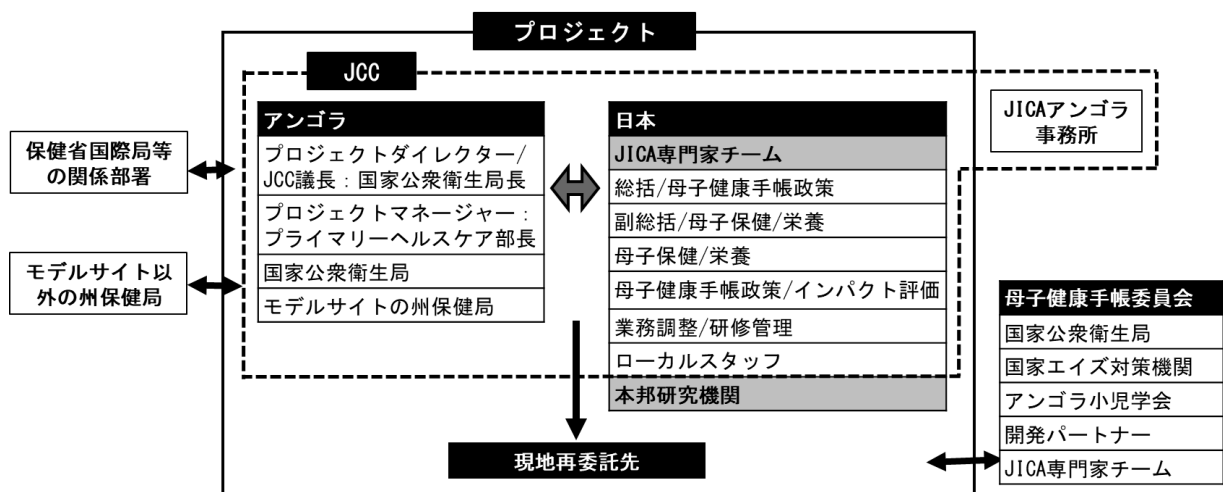 プロジェクト
JCC
保健省国際局等
の関係部署
モデルサイト以
外の州保健局
アンゴラ
プロジェクトダイレクター/
JCC議長：国家公衆衛生局長
プロジェクトマネージャー：
プライマリーヘルスケア部長
国家公衆衛生局
モデルサイトの州保健局
日本
JICA専門家チーム
総括/母子健康手帳政策
副総括/母子保健/栄養
母子保健/栄養
母子健康手帳政策/インパクト評価
業務調整/研修管理
ローカルスタッフ
本邦研究機関
JICAアンゴラ
事務所
母子健康手帳委員会
国家公衆衛生局
国家エイズ対策機関
アンゴラ小児学会
開発パートナー
JICA専門家チーム
現地再委託先